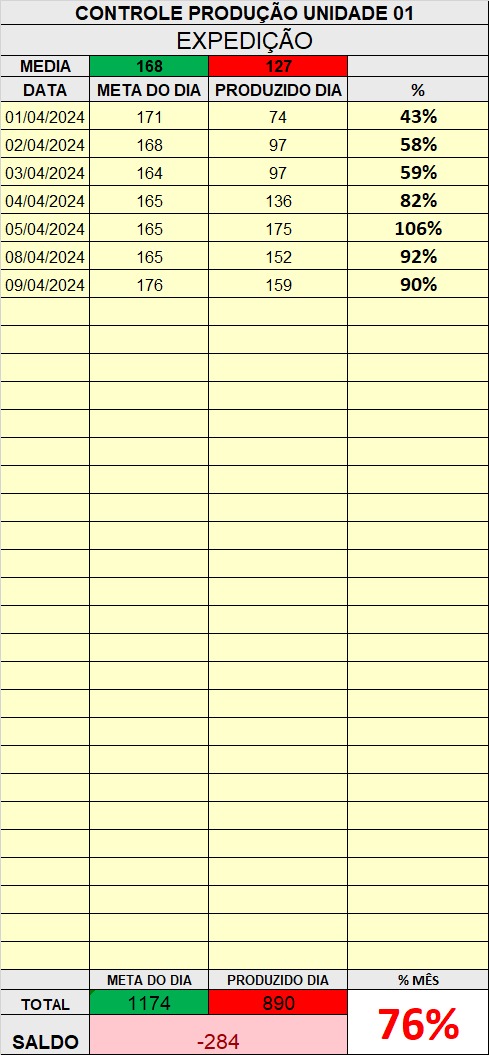 CONTROLE PRODUÇÃO UNIDADE 01
EXPEDIÇÃO
MEDIA 168 127
DATA META DO DIA PRODUZIDO DIA %
01/04/2024 171 74 43%
02/04/2024 168 97 58%
03/04/2024 164 97 59%
04/04/2024 165 136 82%
05/04/2024 165 175 106%
08/04/2024 165 152 92%
09/04/2024 176 159 90%
META DO DIA PRODUZIDO DIA % MÊS
TOTAL 1174 890 76%
SALDO -284